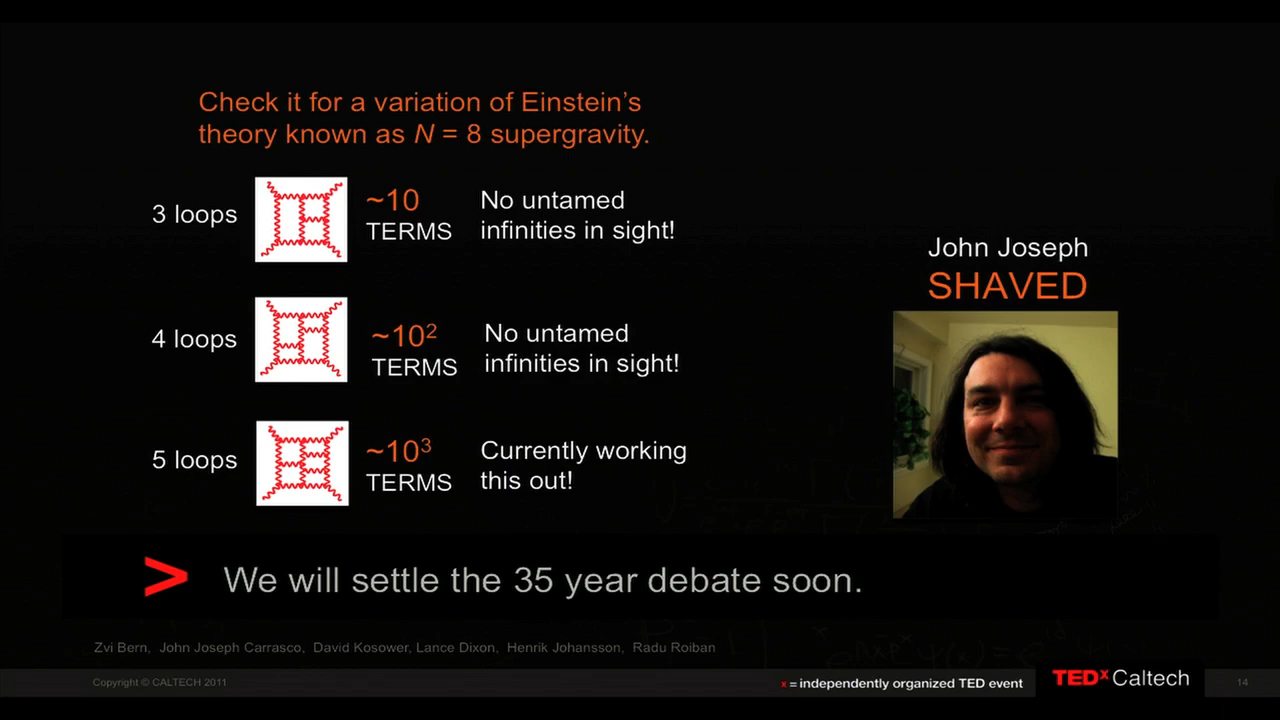 Check it for a variation of Einstein’s
theory known as N = 8 supergravity.
3 loops
~10
TERMS
No untamed
infinities in sight!
4 loops
~10²
TERMS
No untamed
infinities in sight!
5 loops
~10³
TERMS
Currently working
this out!
John Joseph
SHAVED
> We will settle the 35 year debate soon.
Zvi Bern, John Joseph Carrasco, David Kosower, Lance Dixon, Henrik Johansson, Radu Roiban
Copyright © CALTECH 2011
x = independently organized TED event
TEDx Caltech
14